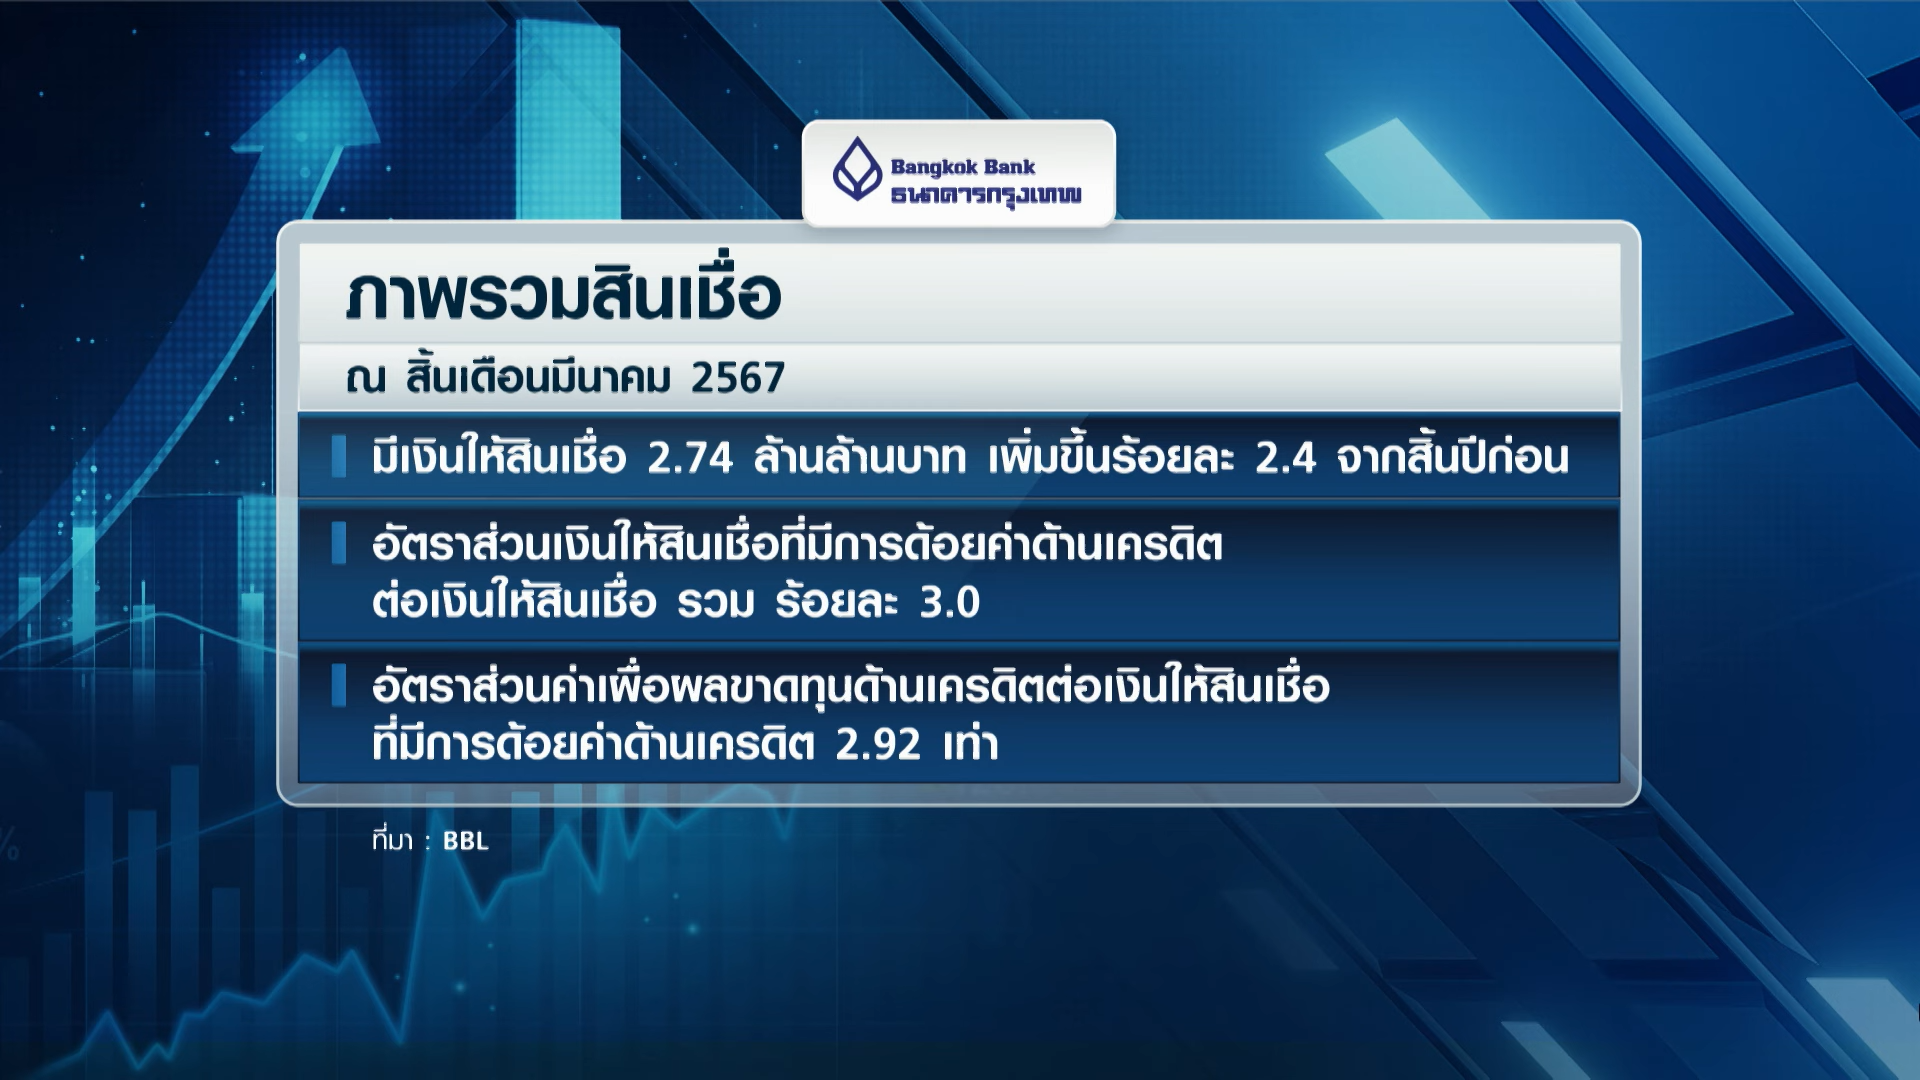 Bangkok Bank
ธนาคารกรุงเทพ
ภาพรวมสินเชื่อ
ณ สิ้นเดือนมีนาคม 2567
มีเงินให้สินเชื่อ 2.74 ล้านล้านบาท เพิ่มขึ้นร้อยละ 2.4 จากสิ้นปีก่อน
อัตราส่วนเงินให้สินเชื่อที่มีการด้อยค่าด้านเครดิต
ต่อเงินให้สินเชื่อ รวม ร้อยละ 3.0
อัตราส่วนค่าเผื่อผลขาดทุนด้านเครดิตต่อเงินให้สินเชื่อ
ที่มีการด้อยค่าด้านเครดิต 2.92 เท่า
ที่มา : BBL
%